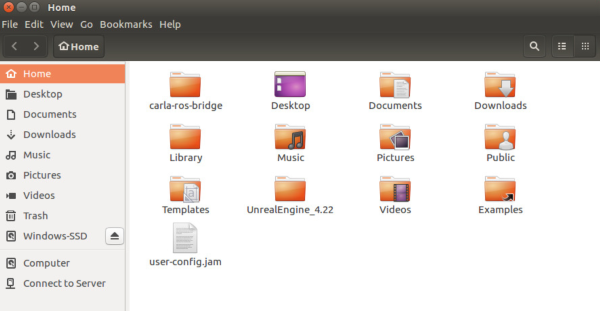 Home
File Edit View Go Bookmarks Help
Home
Home
Desktop
Documents
Downloads
Music
Pictures
Videos
Trash
Windows-SSD
Computer
Connect to Server
carla-ros-bridge Desktop Documents Downloads
Library Music Pictures Public
Templates UnrealEngine_4.22 Videos Examples
user-config.jam